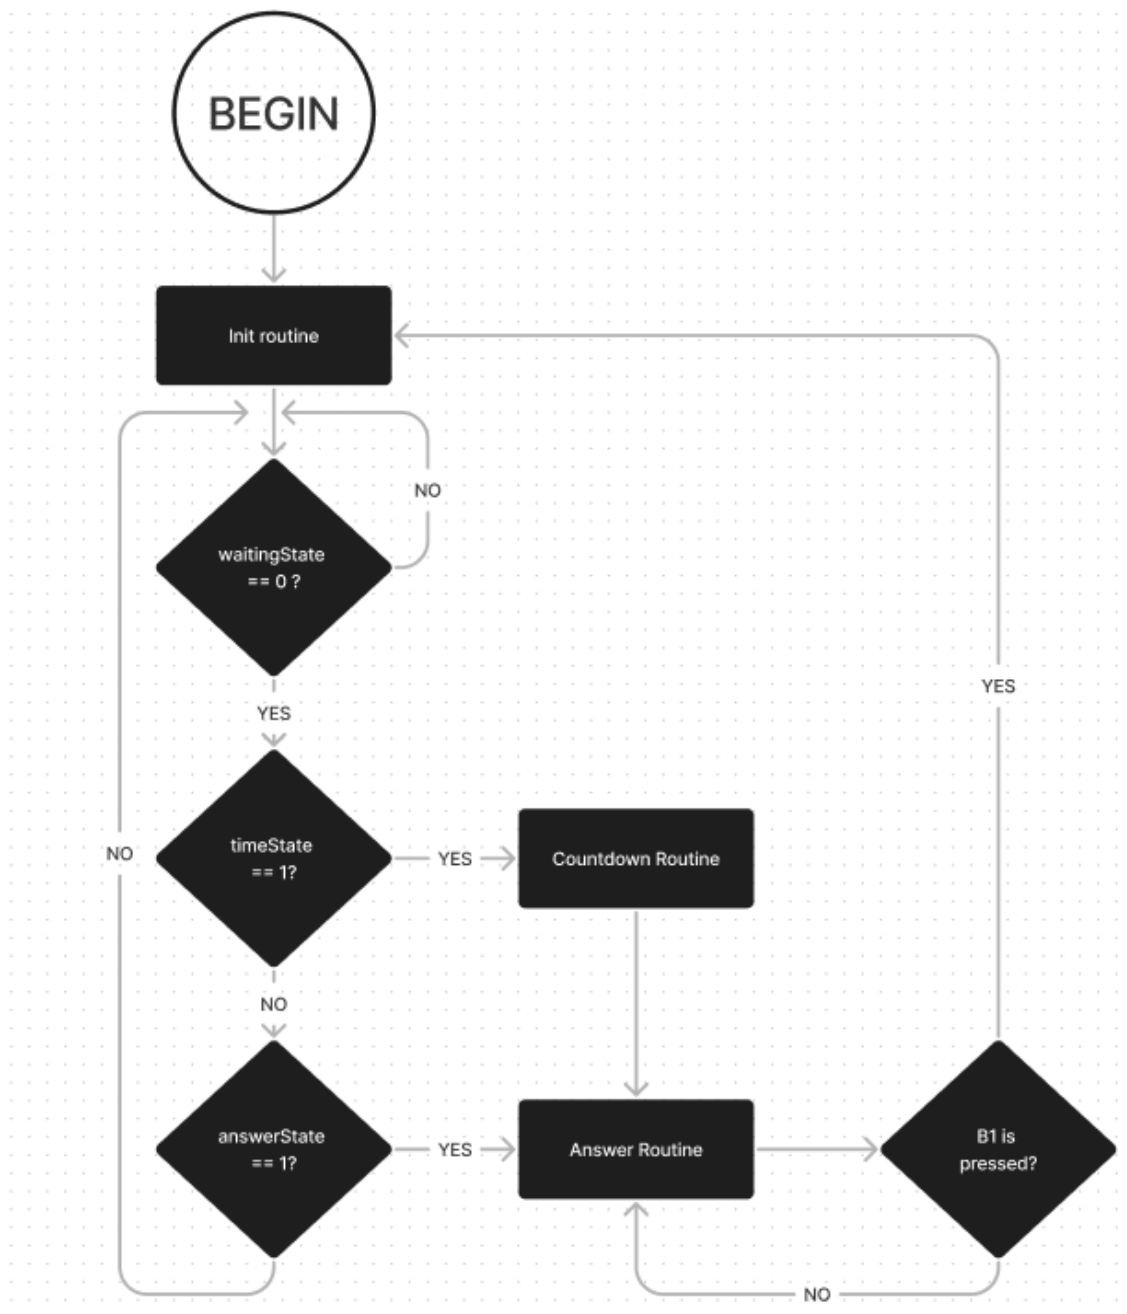 BEGIN
Init routine
NO
waitingState
== 0 ?
YES
YES
NO
timeState
== 1?
YES
Countdown Routine
NO
answerState
== 1?
YES
Answer Routine
B1 is
pressed?
NO